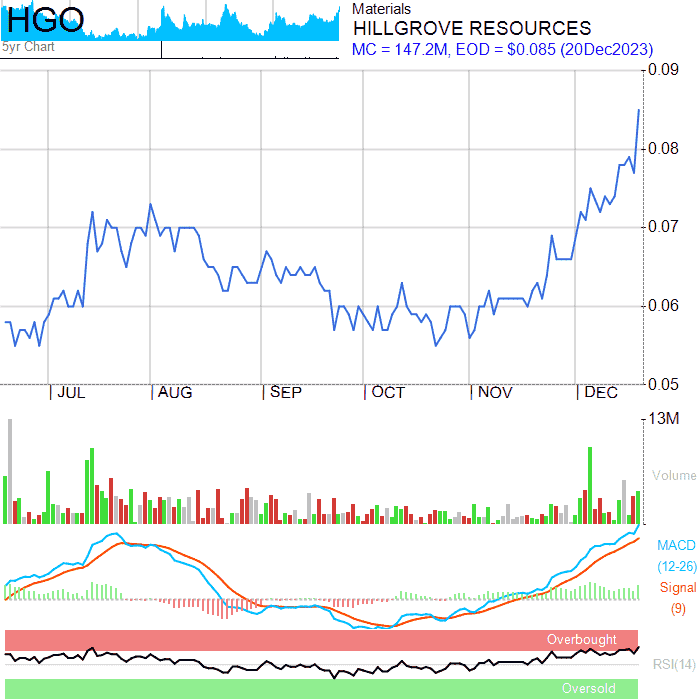 HGO
5yr Chart
Materials
HILLGROVE RESOURCES
MC = 147.2M, EOD = $0.085 (20Dec2023)
0.09
0.08
0.07
0.06
0.05
JUL AUG SEP OCT NOV DEC
13M
Volume
MACD
(12-26)
Signal
(9)
Overbought
RSI(14)
Oversold